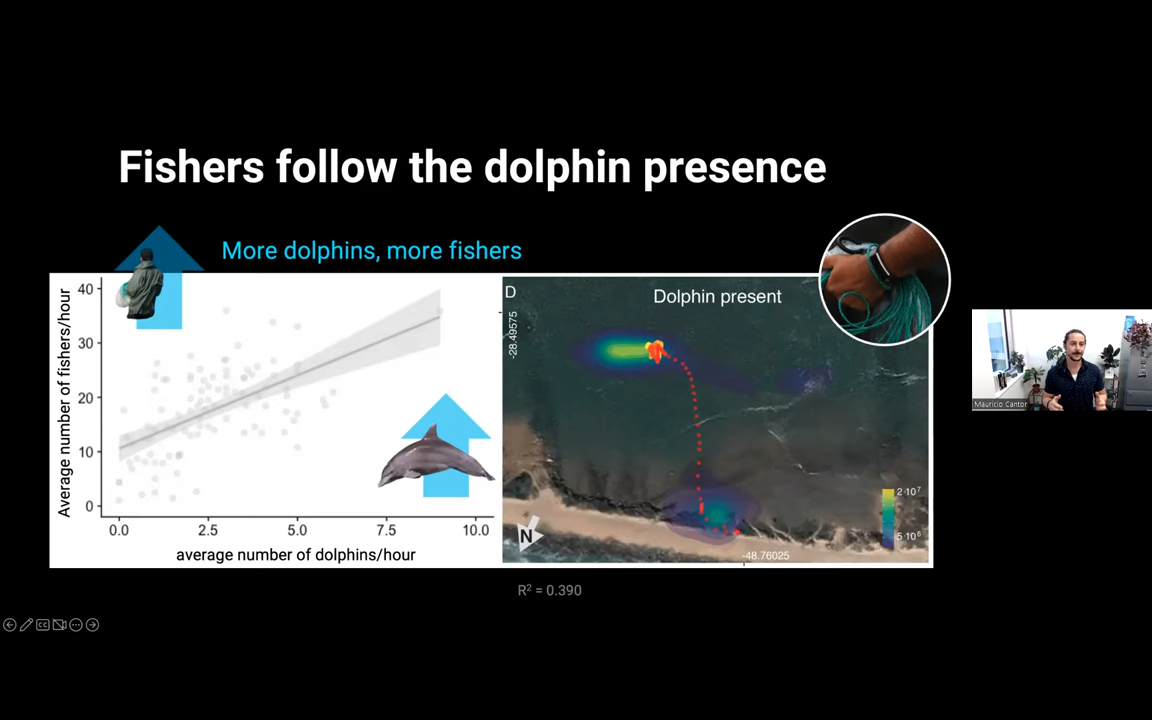 Fishers follow the dolphin presence
More dolphins, more fishers
Average number of fishers/hour
40
30
20
10
0
0.0 2.5 5.0 7.5 10.0
average number of dolphins/hour
D
Dolphin present
-28.49575
N
2·10⁷
5·10⁶
-48.76025
R² = 0.390
Mauricio Cantor
CC